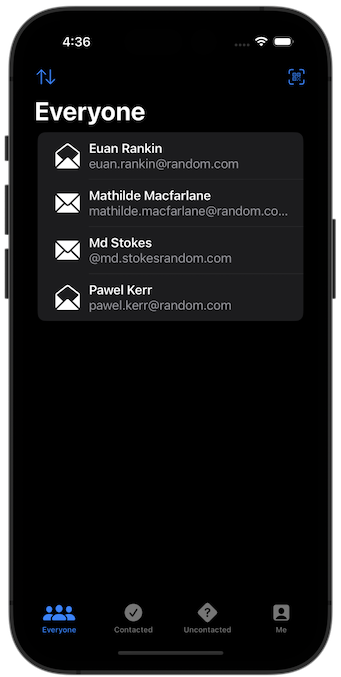 4:36
Everyone
Euan Rankin
euan.rankin@random.com
Mathilde Macfarlane
mathilde.macfarlane@random.co...
Md Stokes
@md.stokesrandom.com
Pawel Kerr
pawel.kerr@random.com
Everyone Contacted Uncontacted Me